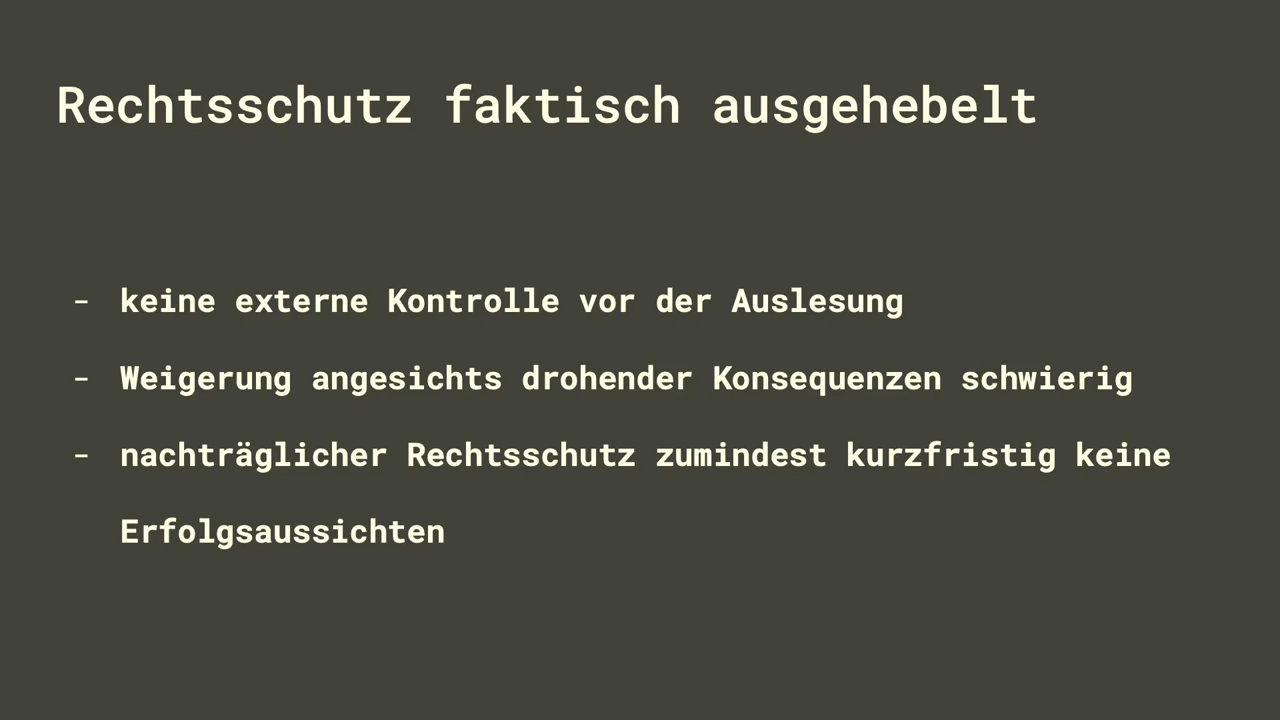 Rechtsschutz faktisch ausgehebelt
- keine externe Kontrolle vor der Auslesung
- Weigerung angesichts drohender Konsequenzen schwierig
- nachträglicher Rechtsschutz zumindest kurzfristig keine
Erfolgsaussichten